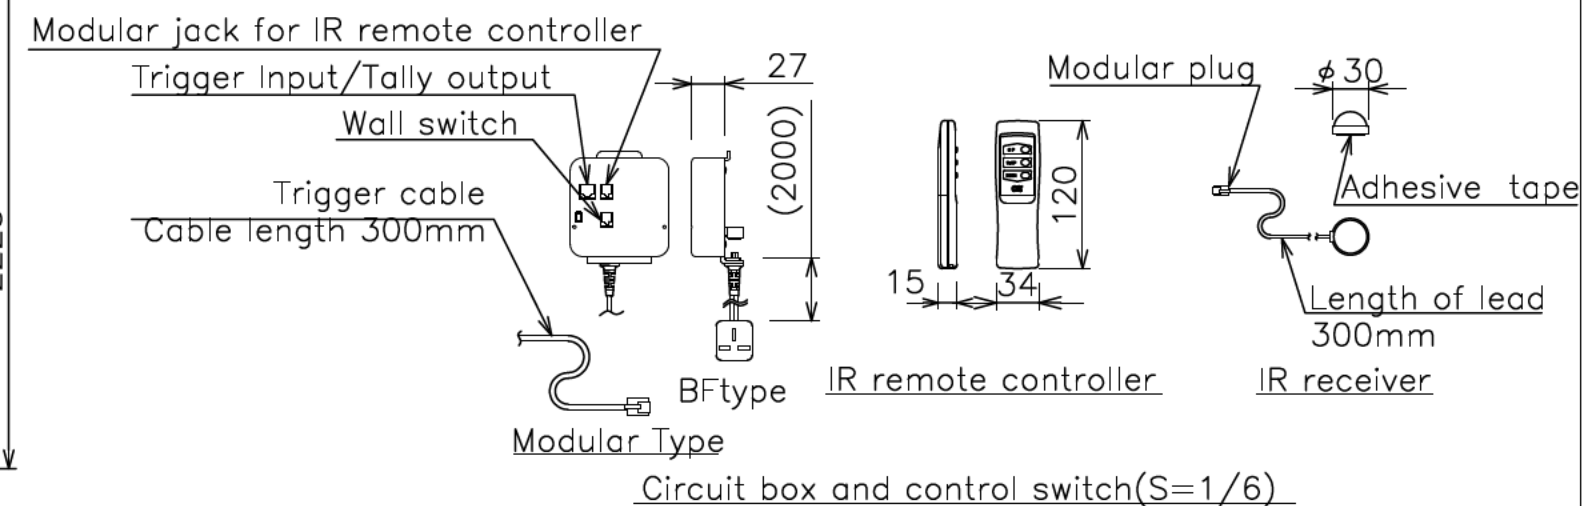 Modular jack for IR remote controller
Trigger Input/Tally output
Wall switch
Trigger cable
Cable length 300mm
27
(2000)
BFtype
Modular Type
15
34
120
IR remote controller
Modular plug
φ30
Adhesive tape
Length of lead
300mm
IR receiver
Circuit box and control switch(S=1/6)